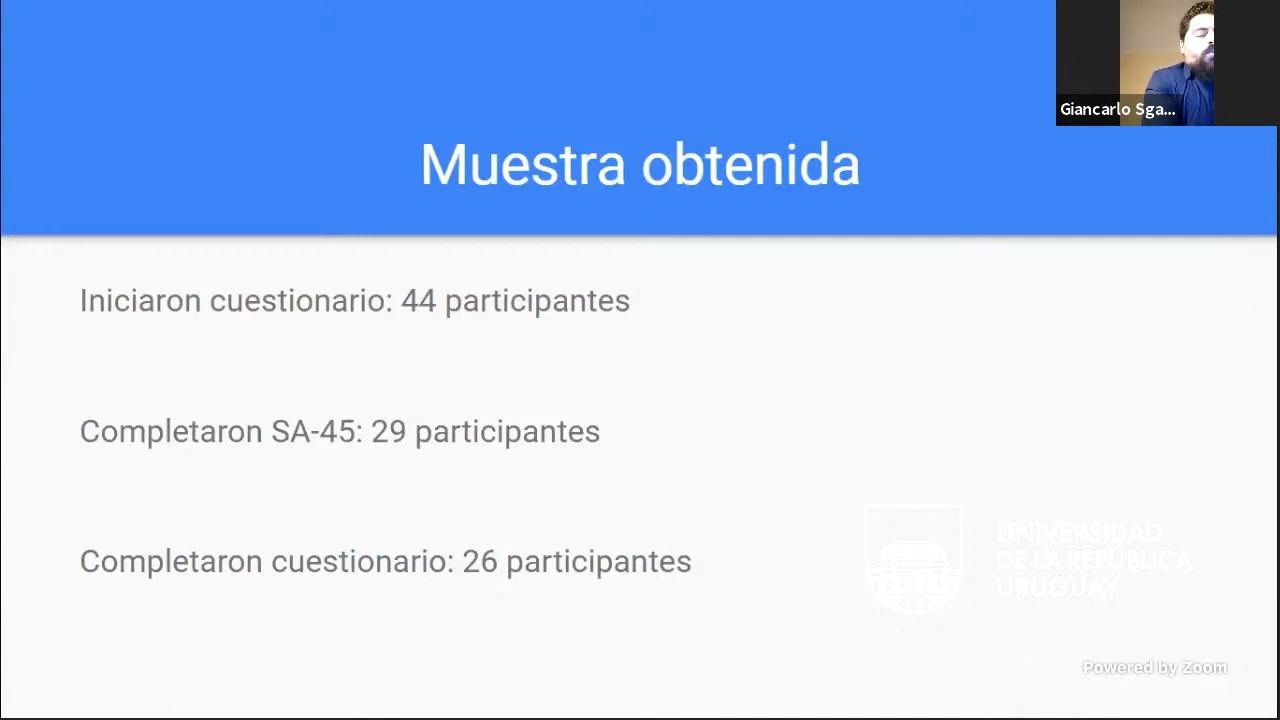 Giancarlo Sga...
Muestra obtenida
Iniciaron cuestionario: 44 participantes
Completaron SA-45: 29 participantes
Completaron cuestionario: 26 participantes
UNIVERSIDAD
DE LA REPÚBLICA
URUGUAY
Powered by Zoom